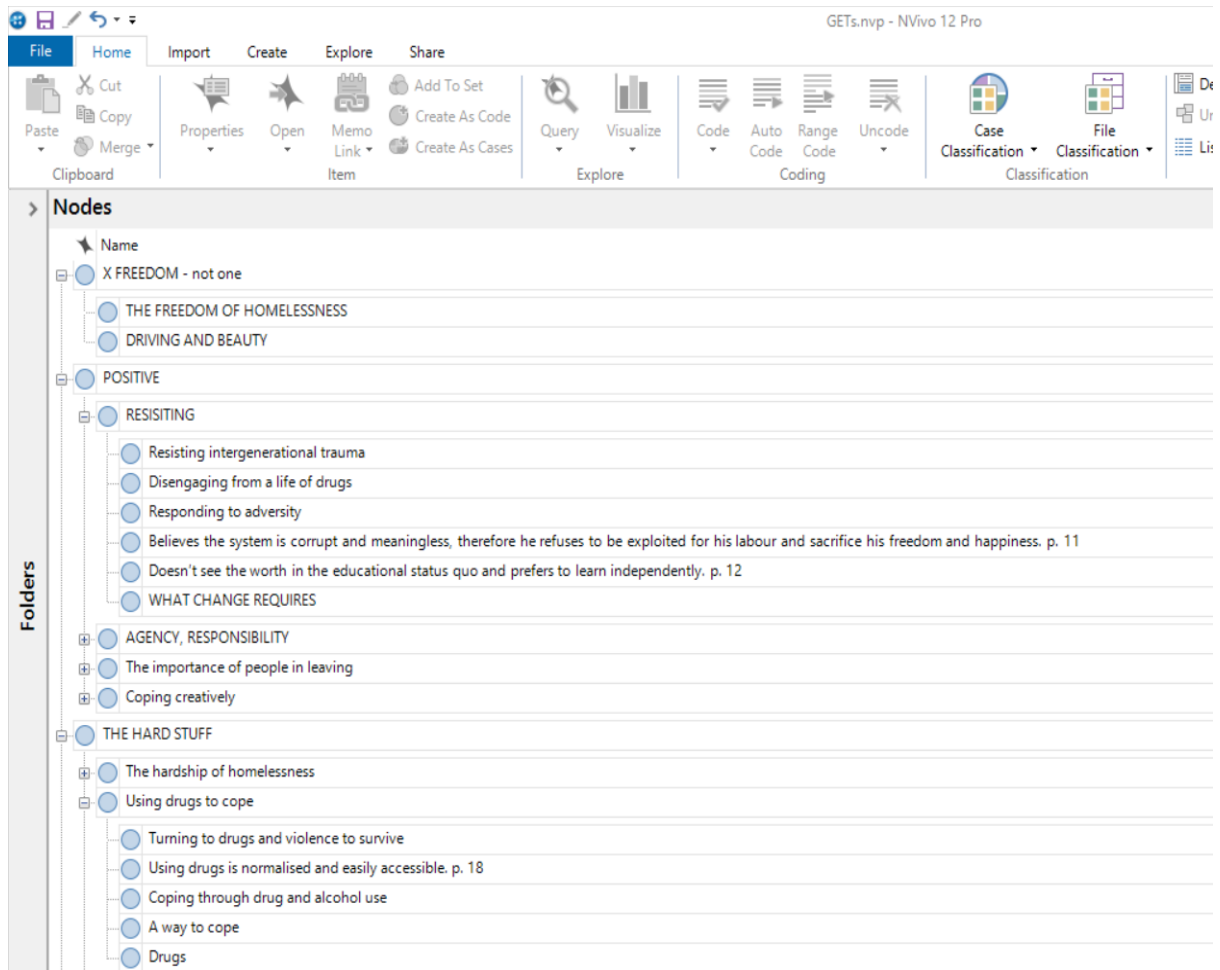 GETs.nvp - NVivo 12 Pro
File Home Import Create Explore Share
Paste
Cut
Copy
Merge
Clipboard
Properties
Open
Memo Link
Add To Set
Create As Code
Create As Cases
Item
Query
Visualize
Explore
Code
Auto Code
Range Code
Uncode
Coding
Case Classification
File Classification
Classification
Folders
Nodes
Name
X FREEDOM - not one
THE FREEDOM OF HOMELESSNESS
DRIVING AND BEAUTY
POSITIVE
RESISITING
Resisting intergenerational trauma
Disengaging from a life of drugs
Responding to adversity
Believes the system is corrupt and meaningless, therefore he refuses to be exploited for his labour and sacrifice his freedom and happiness. p. 11
Doesn't see the worth in the educational status quo and prefers to learn independently. p. 12
WHAT CHANGE REQUIRES
AGENCY, RESPONSIBILITY
The importance of people in leaving
Coping creatively
THE HARD STUFF
The hardship of homelessness
Using drugs to cope
Turning to drugs and violence to survive
Using drugs is normalised and easily accessible. p. 18
Coping through drug and alcohol use
A way to cope
Drugs